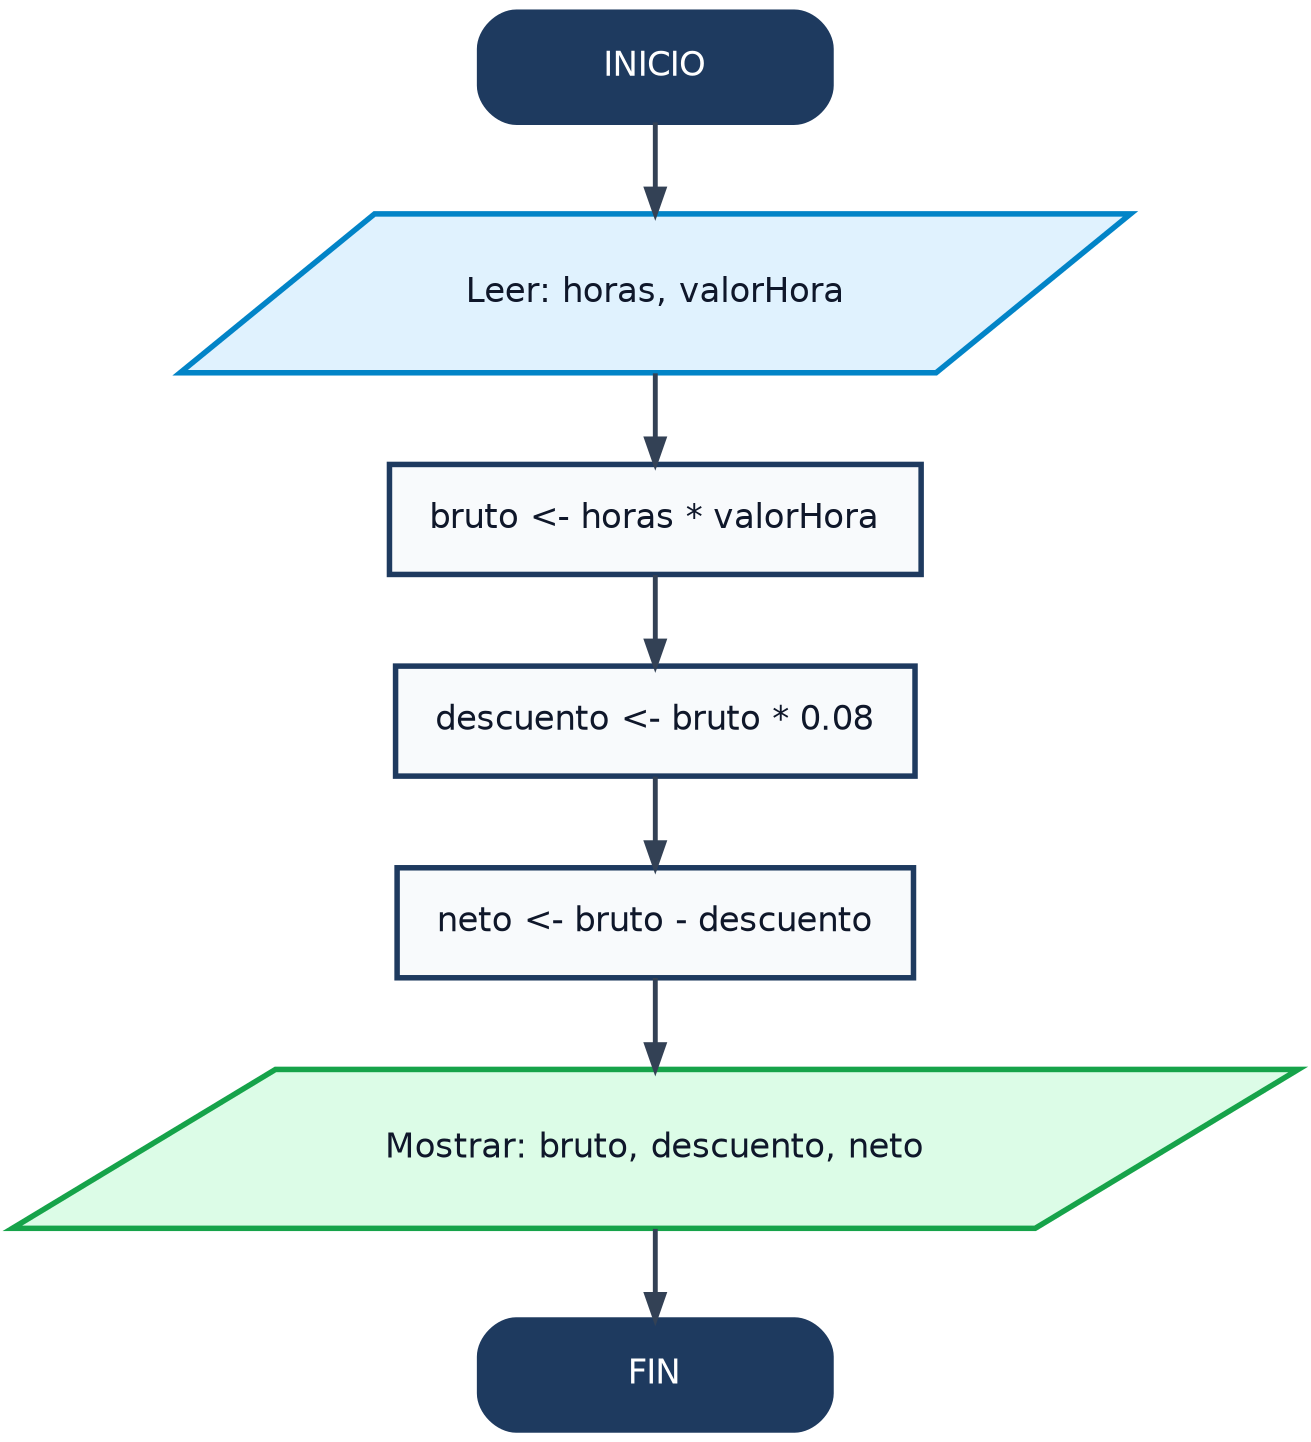 INICIO
Leer: horas, valorHora
bruto <- horas * valorHora
descuento <- bruto * 0.08
neto <- bruto - descuento
Mostrar: bruto, descuento, neto
FIN